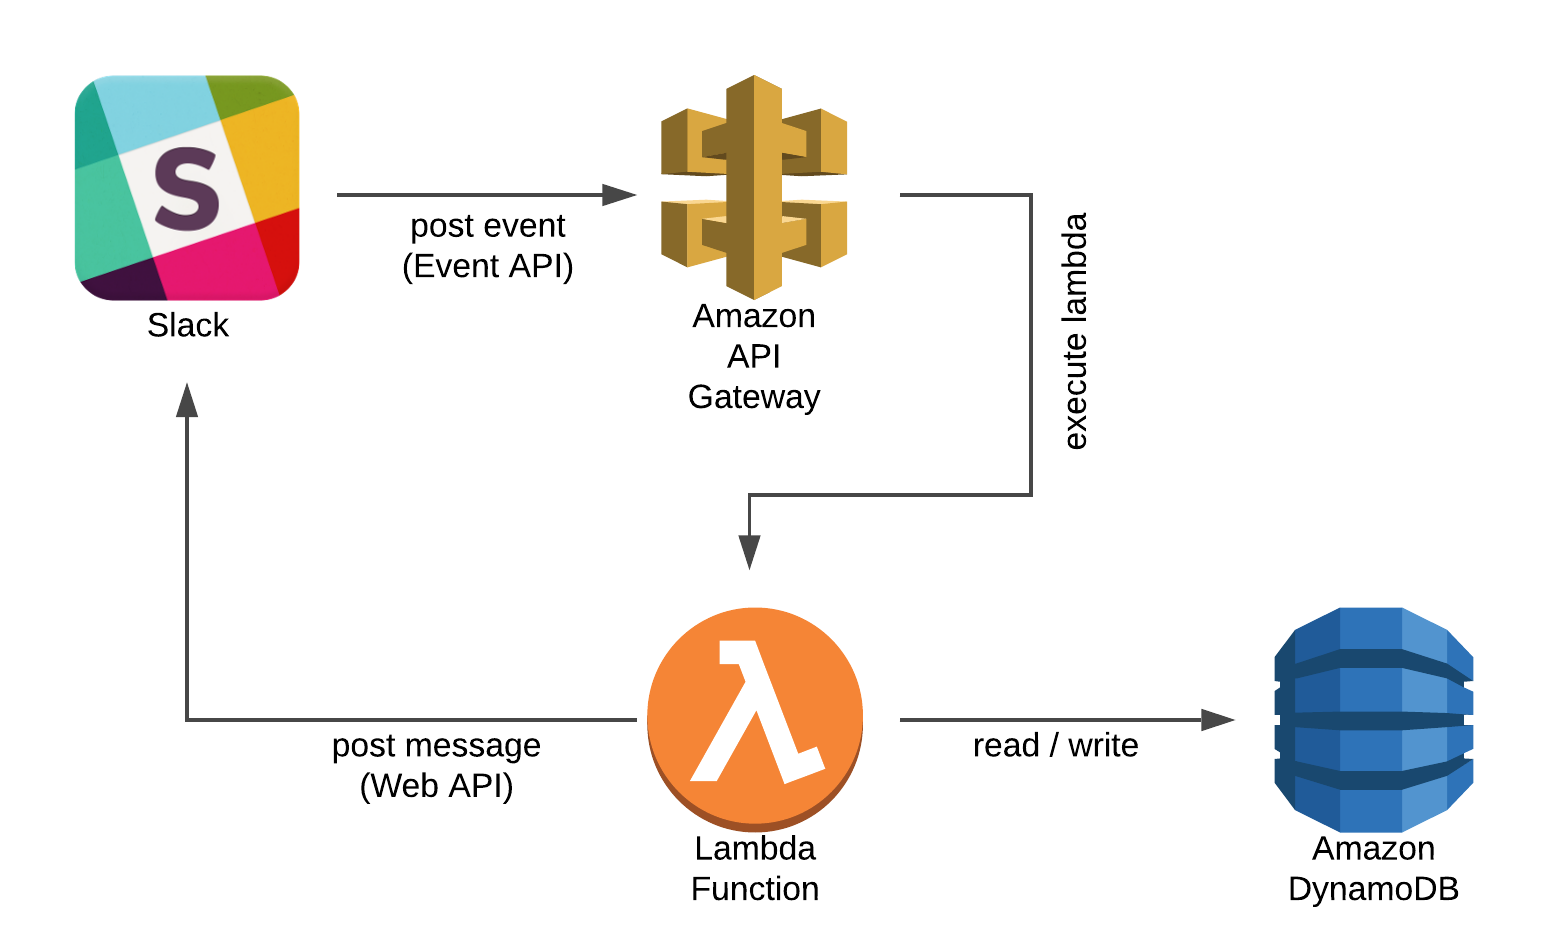 S
post event
(Event API)
Slack
Amazon
API
Gateway
execute lambda
post message
(Web API)
read / write
Lambda
Function
Amazon
DynamoDB